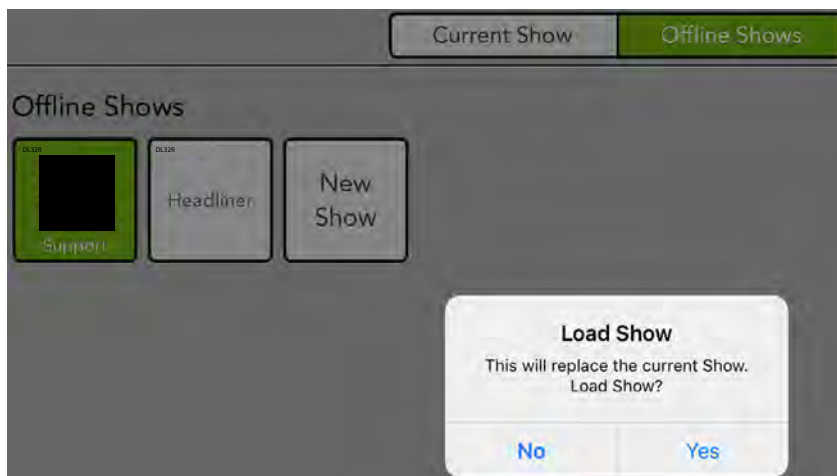 Current Show
Offline Shows
Offline Shows
DL32R
DL32R
Headliner
New
Show
Support
Load Show
This will replace the current Show.
Load Show?
No
Yes